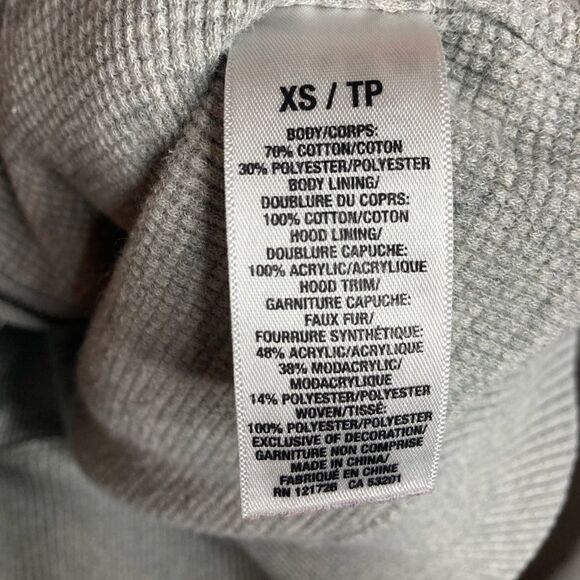 XS / TP
BODY/CORPS:
70% COTTON/COTON
30% POLYESTER/POLYESTER
BODY LINING/
DOUBLURE DU COPRS:
100% COTTON/COTON
HOOD LINING/
DOUBLURE CAPUCHE:
100% ACRYLIC/ACRYLIQUE
HOOD TRIM/
GARNITURE CAPUCHE:
FAUX FUR/
FOURRURE SYNTHÉTIQUE:
48% ACRYLIC/ACRYLIQUE
38% MODACRYLIC/
MODACRYLIQUE
14% POLYESTER/POLYESTER
WOVEN/TISSÉ:
100% POLYESTER/POLYESTER
EXCLUSIVE OF DECORATION/
GARNITURE NON COMPRISE
MADE IN CHINA/
FABRIQUÉ EN CHINE
RN 121726 CA 53201